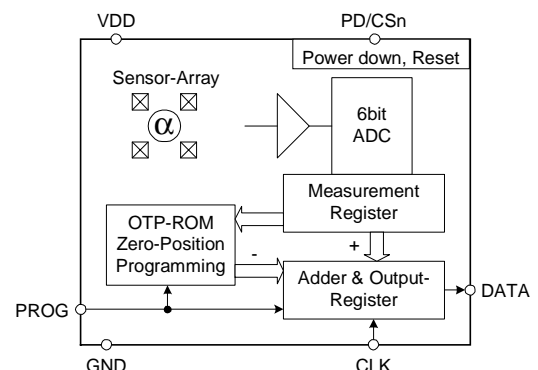 VDD
PD/CSn
Power down, Reset
Sensor-Array
α
6bit
ADC
Measurement
Register
OTP-ROM
Zero-Position
Programming
-
+
Adder & Output-
Register
DATA
PROG
GND
CLK